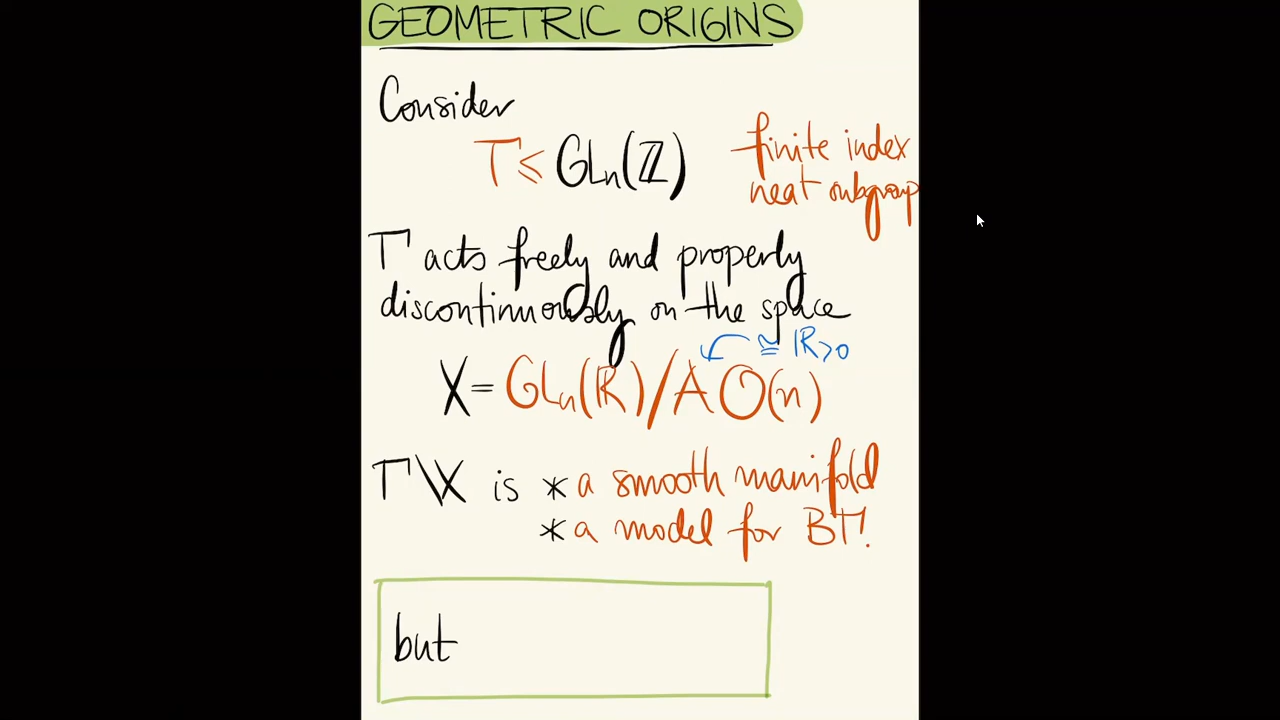 GEOMETRIC ORIGINS
Consider
Γ ≤ GLn(ℤ) finite index
neat subgroup
Γ acts freely and properly
discontinuously on the space
≅ ℝ>0
X = GLn(ℝ)/A O(n)
Γ\X is * a smooth manifold
* a model for BΓ!
but